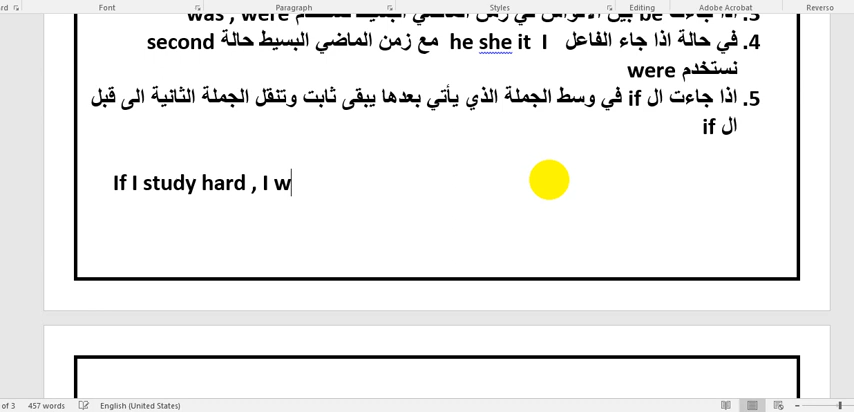 Font Paragraph Styles Editing Adobe Acrobat Reverso
4. في حالة اذا جاء الفاعل he she it I مع زمن الماضي البسيط حالة second
نستخدم were
5. اذا جاءت ال if في وسط الجملة الذي يأتي بعدها يبقى ثابت وتنقل الجملة الثانية الى قبل
ال if
If I study hard , I w
of 3 457 words English (United States)